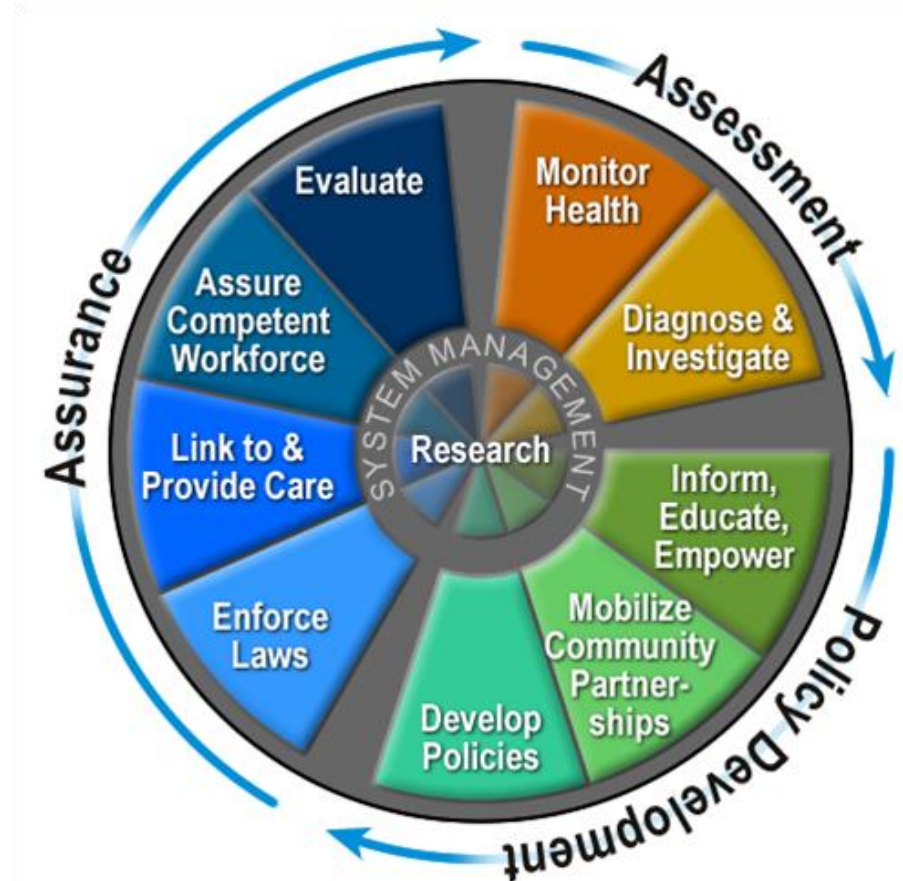 Assessment
Monitor
Health
Diagnose &
Investigate
Policy Development
Inform,
Educate,
Empower
Mobilize
Community
Partner-
ships
Develop
Policies
Assurance
Enforce
Laws
Link to &
Provide Care
Assure
Competent
Workforce
Evaluate
SYSTEM MANAGEMENT
Research